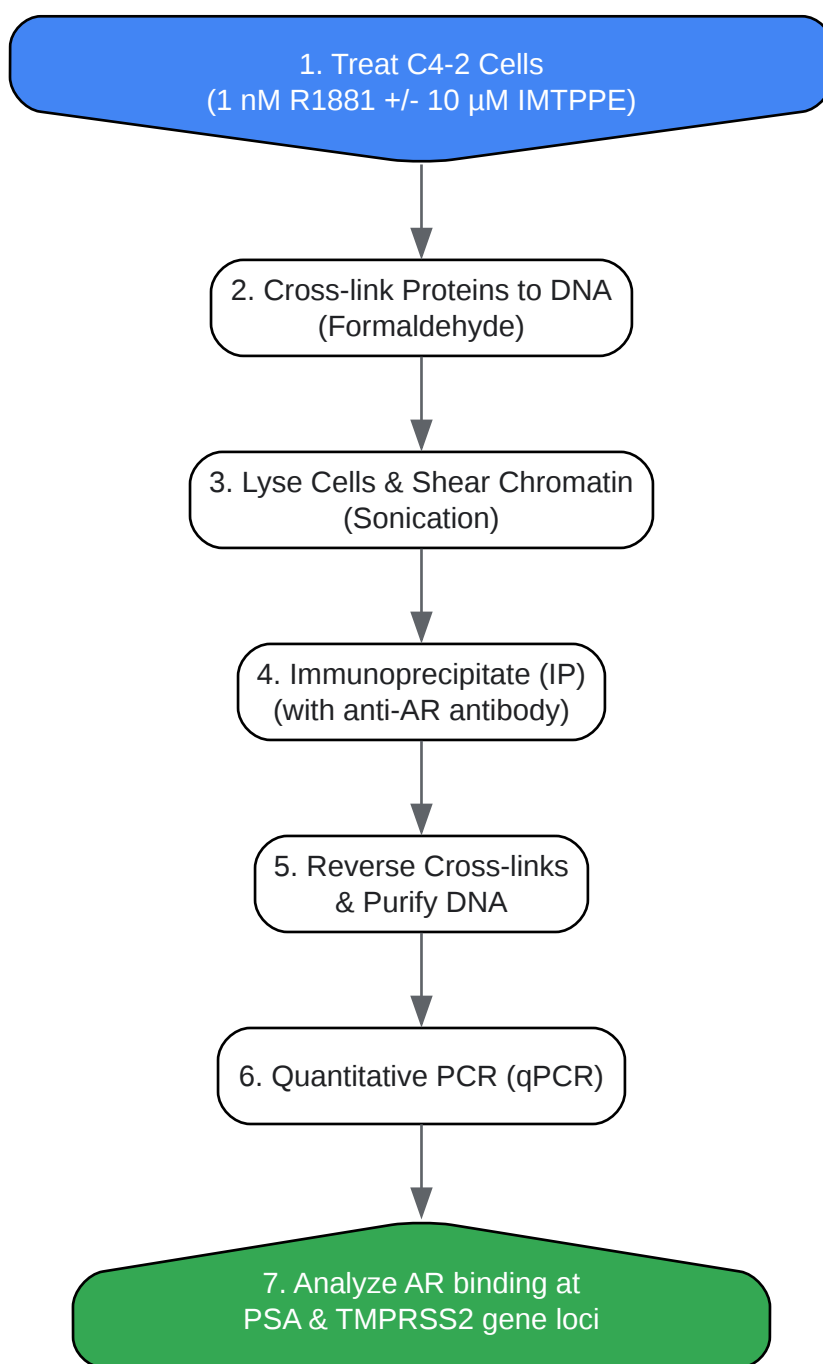 1. Treat C4-2 Cells
(1 nM R1881 +/- 10 µM IMTPPE)
2. Cross-link Proteins to DNA
(Formaldehyde)
3. Lyse Cells & Shear Chromatin
(Sonication)
4. Immunoprecipitate (IP)
(with anti-AR antibody)
5. Reverse Cross-links
& Purify DNA
6. Quantitative PCR (qPCR)
7. Analyze AR binding at
PSA & TMPRSS2 gene loci